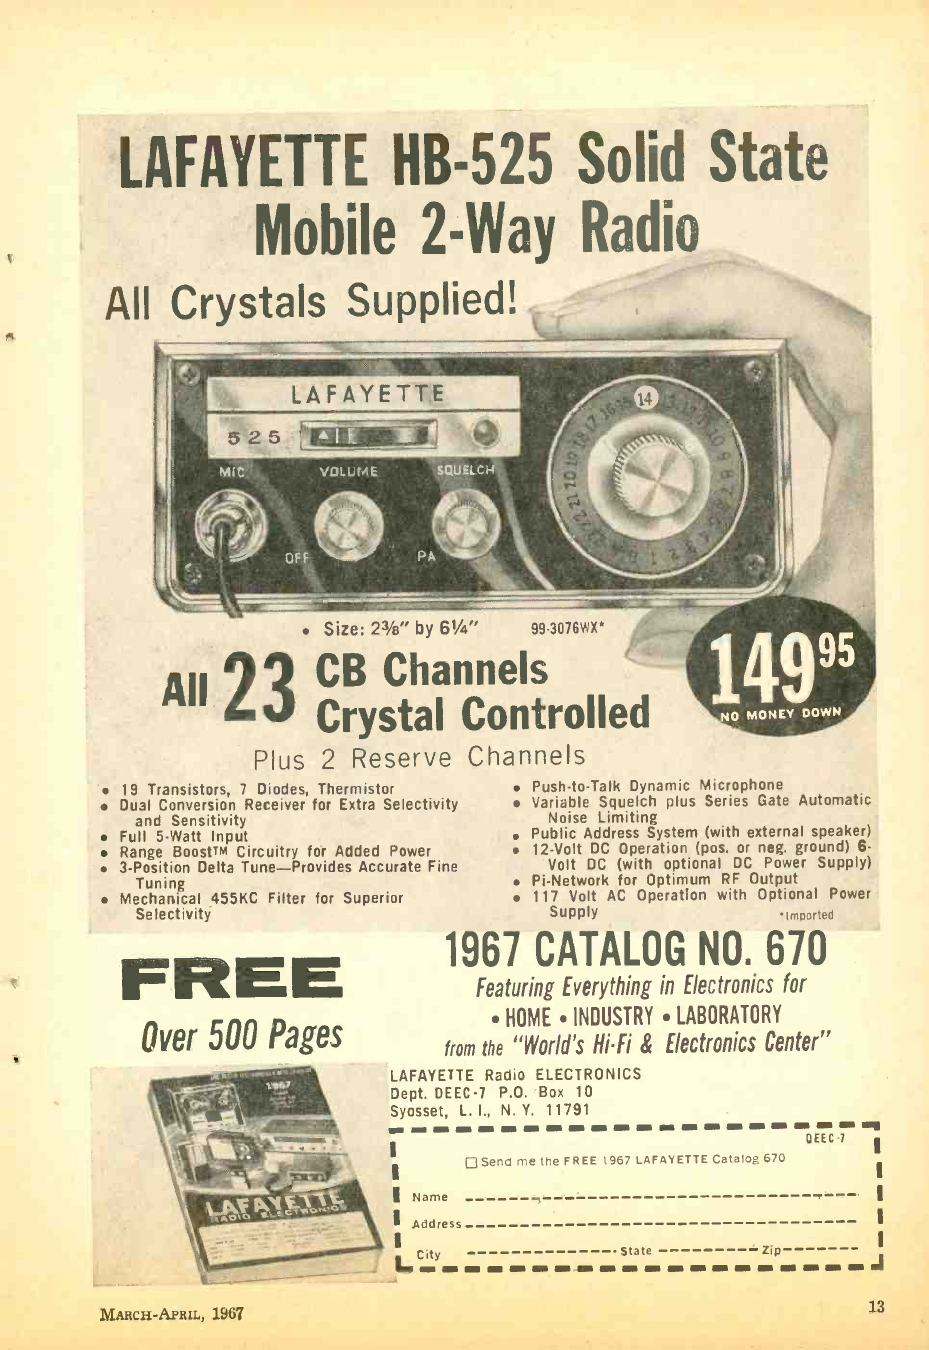 LAFAYETTE HB-525 Solid State
Mobile 2-Way Radio
All Crystals Supplied!
LAFAYETTE
525
14
MIC
VOLUME
SQUELCH
OFF
PA
• Size: 2⅜" by 6¼"
99-3076WX*
All 23 CB Channels
Crystal Controlled
149 95
NO MONEY DOWN
Plus 2 Reserve Channels
• 19 Transistors, 7 Diodes, Thermistor
• Dual Conversion Receiver for Extra Selectivity
and Sensitivity
• Full 5-Watt Input
• Range Boost™ Circuitry for Added Power
• 3-Position Delta Tune—Provides Accurate Fine
Tuning
• Mechanical 455KC Filter for Superior
Selectivity
• Push-to-Talk Dynamic Microphone
• Variable Squelch plus Series Gate Automatic
Noise Limiting
• Public Address System (with external speaker)
• 12-Volt DC Operation (pos. or neg. ground) 6-
Volt DC (with optional DC Power Supply)
• Pi-Network for Optimum RF Output
• 117 Volt AC Operation with Optional Power
Supply
*Imported
FREE
Over 500 Pages
1967 CATALOG NO. 670
Featuring Everything in Electronics for
• HOME • INDUSTRY • LABORATORY
from the "World's Hi-Fi & Electronics Center"
1967
LAFAYETTE
RADIO ELECTRONICS
LAFAYETTE Radio ELECTRONICS
Dept. DEEC-7 P.O. Box 10
Syosset, L. I., N. Y. 11791
DEEC-7
Send me the FREE 1967 LAFAYETTE Catalog 670
Name
Address
City State Zip
MARCH-APRIL, 1967
13